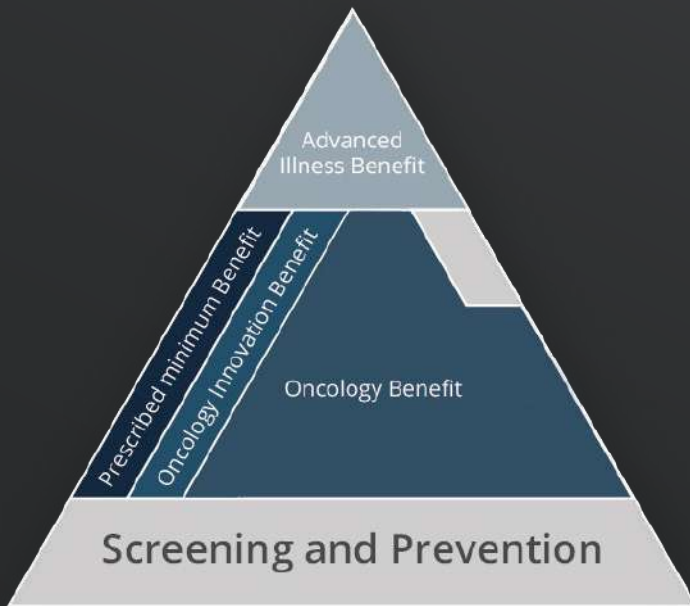 Advanced
Illness Benefit
Prescribed minimum Benefit
Oncology Innovation Benefit
Oncology Benefit
Screening and Prevention